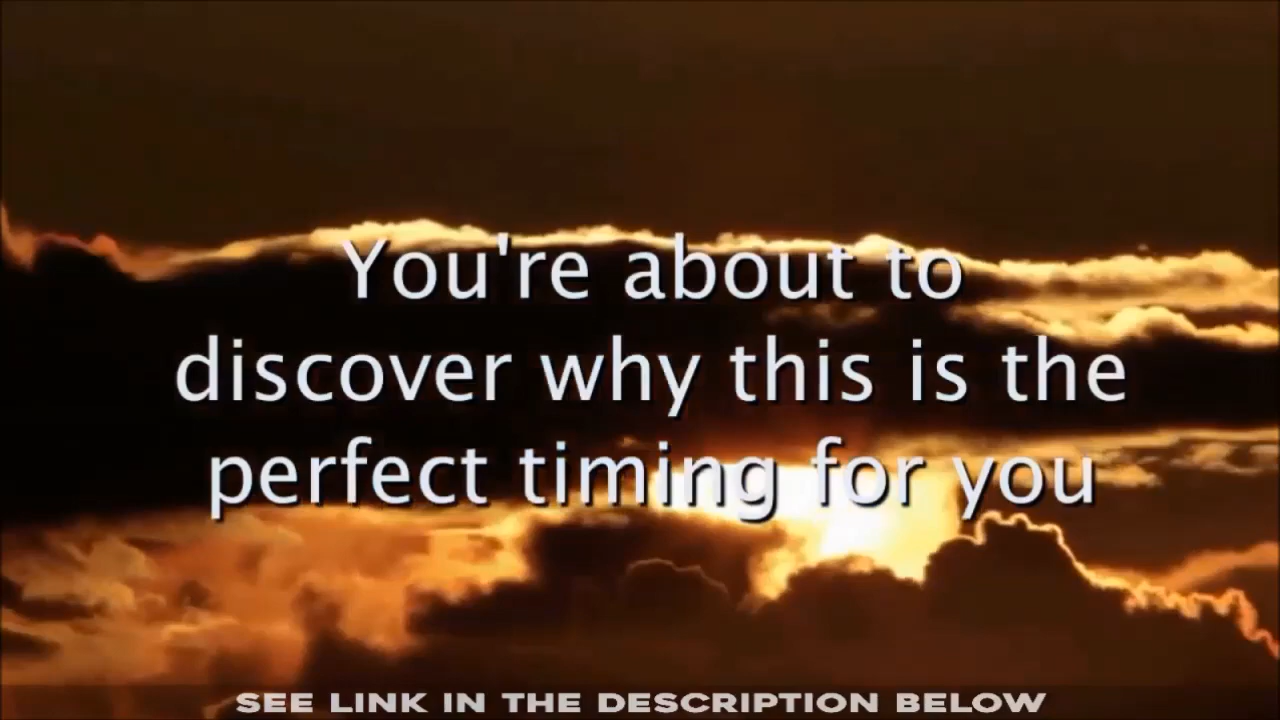 You're about to
discover why this is the
perfect timing for you
SEE LINK IN THE DESCRIPTION BELOW